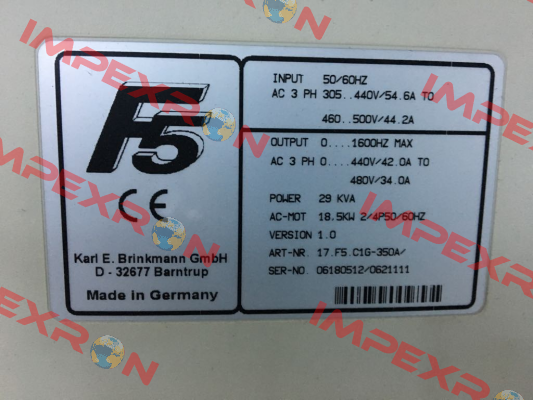 IMPEXRON
IMPEXRON
F5
CE
Karl E. Brinkmann GmbH
D - 32677 Barntrup
Made in Germany
INPUT 50/60HZ
AC 3 PH 305..440V/54.6A TO
460..500V/44.2A
OUTPUT 0....1600HZ MAX
AC 3 PH 0....440V/42.0A TO
480V/34.0A
POWER 29 KVA
AC-MOT 18.5KW 2/4P50/60HZ
VERSION 1.0
ART-NR. 17.F5.C1G-350A/
SER-NO. 06180512/0621111
IMPEXRON
IMPEXRON